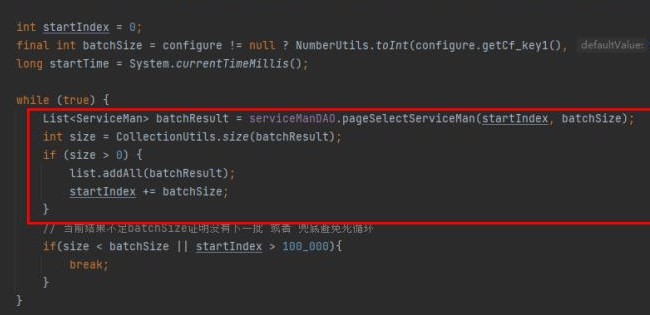 int startIndex = 0;
final int batchSize = configure != null ? NumberUtils.toInt(configure.getCf_key1(), defaultValue:
long startTime = System.currentTimeMillis();
while (true) {
List<ServiceMan> batchResult = serviceManDAO.pageSelectServiceMan(startIndex, batchSize);
int size = CollectionUtils.size(batchResult);
if (size > 0) {
list.addAll(batchResult);
startIndex += batchSize;
}
// 当前结果不足batchSize证明没有下一批 或者 兜底避免死循环
if(size < batchSize || startIndex > 100_000){
break;
}
}